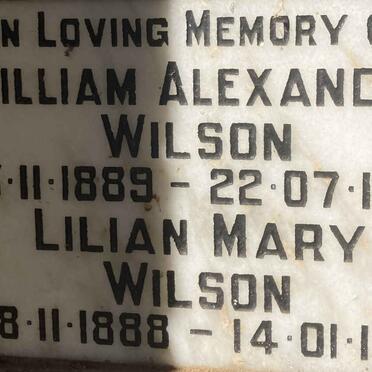 N LOVING MEMORY
ILLIAM ALEXAND
WILSON
·11·1889 – 22·07·1
LILIAN MARY
WILSON
8·11·1888 – 14·01·1